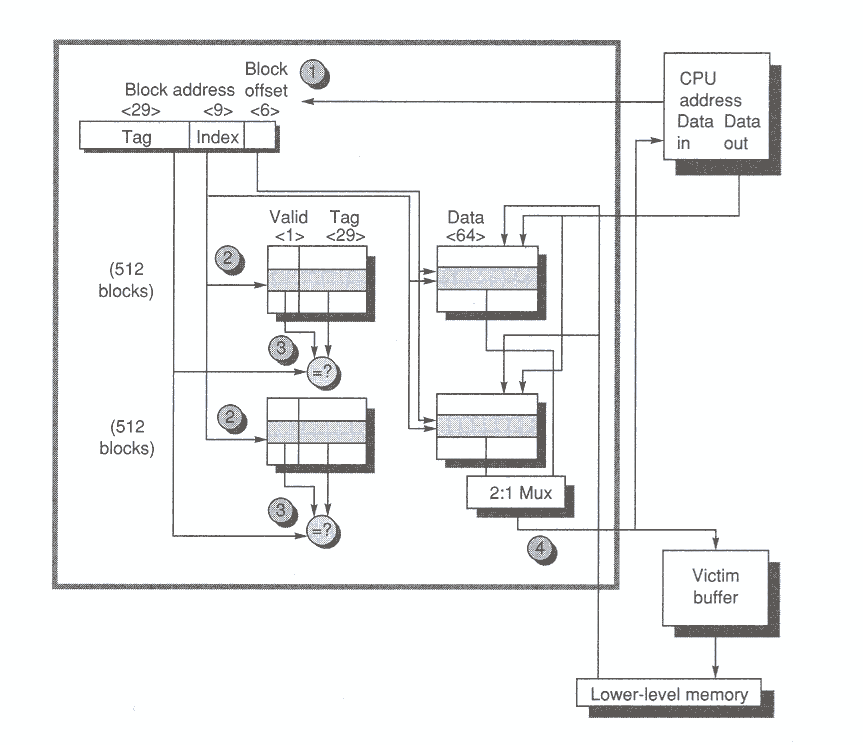 Block
offset
Block address
<29>
<9>
<6>
1
Tag
Index
CPU
address
Data Data
in out
Valid
<1>
Tag
<29>
Data
<64>
(512
blocks)
2
3
=?
(512
blocks)
2
3
=?
2:1 Mux
4
Victim
buffer
Lower-level memory